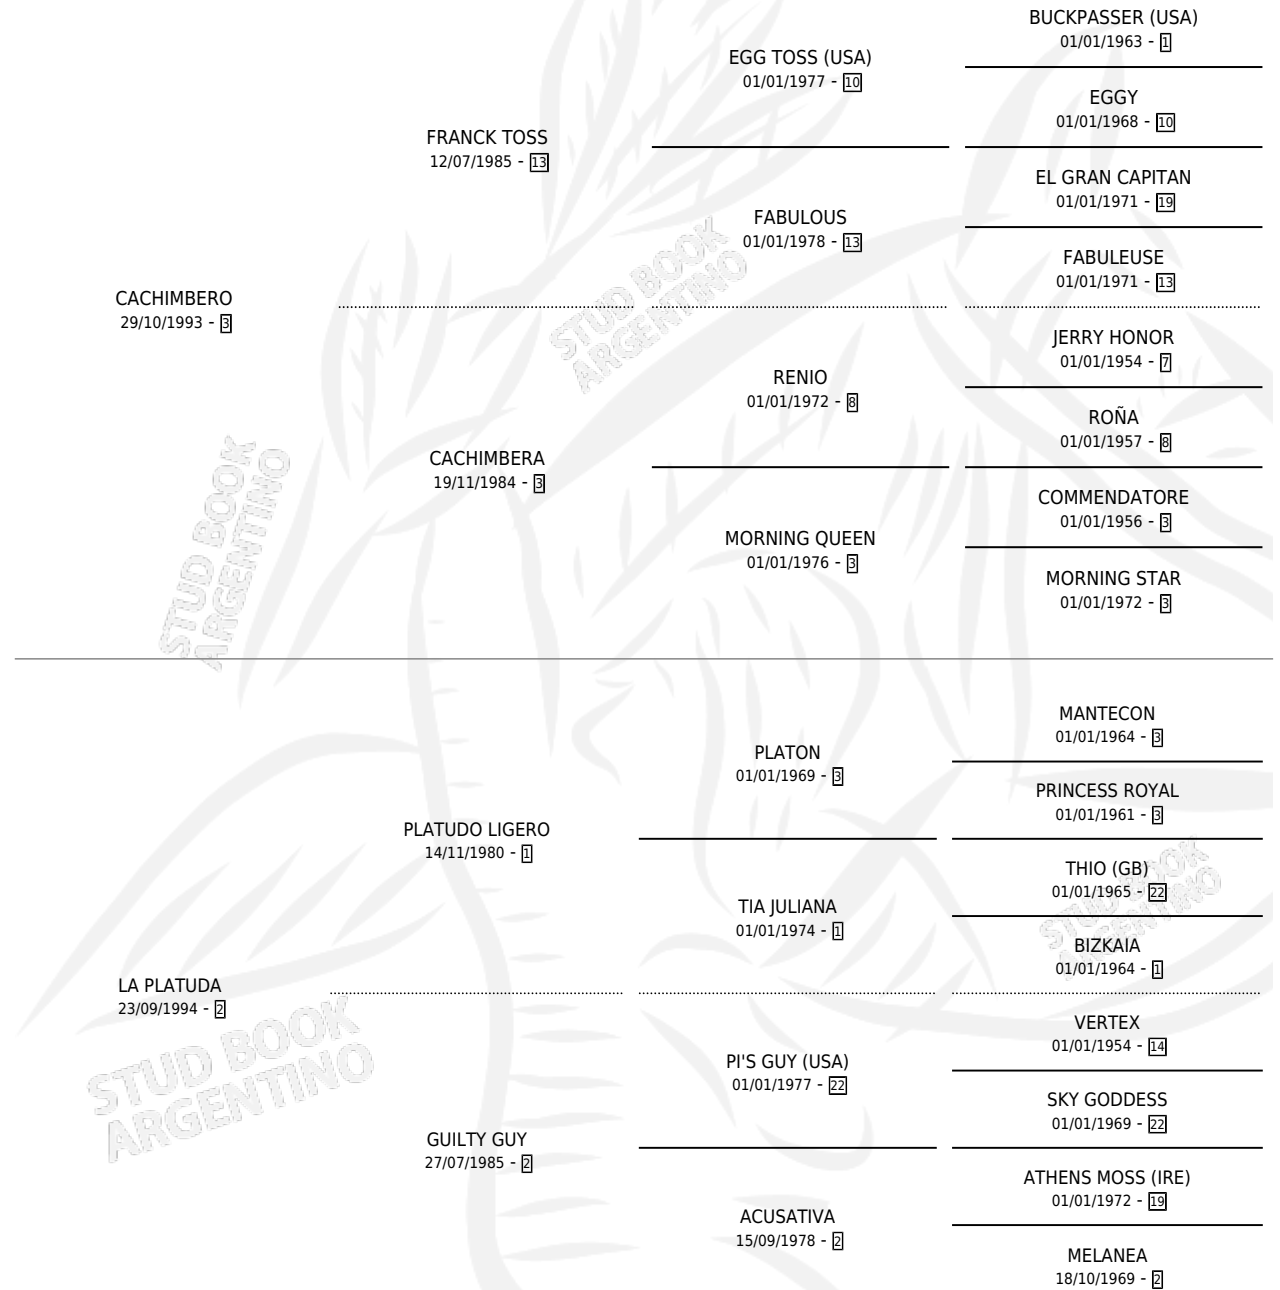 BUCKPASSER (USA)
01/01/1963 - 1
EGG TOSS (USA)
01/01/1977 - 10
EGGY
01/01/1968 - 10
FRANCK TOSS
12/07/1985 - 13
EL GRAN CAPITAN
01/01/1971 - 19
FABULOUS
01/01/1978 - 13
FABULEUSE
01/01/1971 - 13
CACHIMBERO
29/10/1993 - 3
JERRY HONOR
01/01/1954 - 7
RENIO
01/01/1972 - 8
ROÑA
01/01/1957 - 8
CACHIMBERA
19/11/1984 - 3
COMMENDATORE
01/01/1956 - 3
MORNING QUEEN
01/01/1976 - 3
MORNING STAR
01/01/1972 - 3
MANTECON
01/01/1964 - 3
PLATON
01/01/1969 - 3
PRINCESS ROYAL
01/01/1961 - 3
PLATUDO LIGERO
14/11/1980 - 1
THIO (GB)
01/01/1965 - 22
TIA JULIANA
01/01/1974 - 1
BIZKAIA
01/01/1964 - 1
LA PLATUDA
23/09/1994 - 2
VERTEX
01/01/1954 - 14
PI'S GUY (USA)
01/01/1977 - 22
SKY GODDESS
01/01/1969 - 22
GUILTY GUY
27/07/1985 - 2
ATHENS MOSS (IRE)
01/01/1972 - 19
ACUSATIVA
15/09/1978 - 2
MELANEA
18/10/1969 - 2
STUD BOOK
ARGENTINO
STUD BOOK
ARGENTINO
STUD BOOK
ARGENTINO
STUD BOOK
ARGENTINO